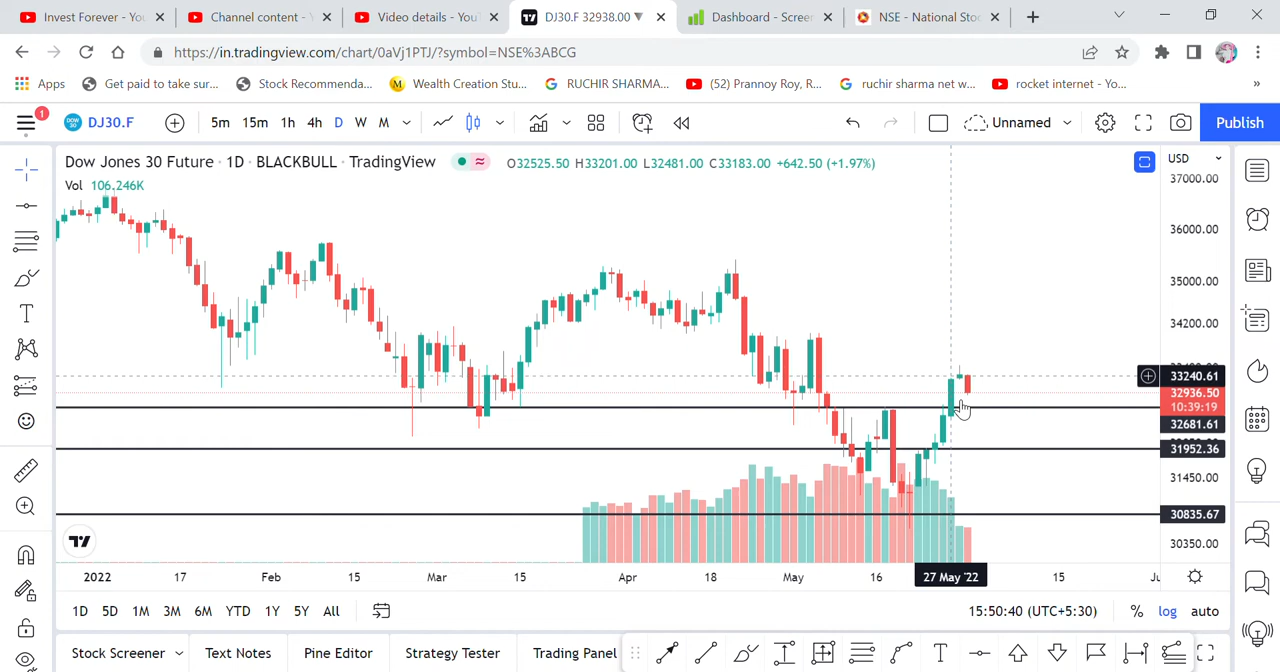 Invest Forever - Yo
Channel content - Yo
Video details - You
DJ30.F 32938.00 ▼
Dashboard - Screen
NSE - National Stoc
https://in.tradingview.com/chart/0aVj1PTJ/?symbol=NSE%3ABCG
Apps
Get paid to take sur...
Stock Recommenda...
M
Wealth Creation Stu...
G
RUCHIR SHARMA...
(52) Prannoy Roy, R...
G
ruchir sharma net w...
rocket internet - Yo...
»
1
DJ30.F
5m
15m
1h
4h
D
W
M
Unnamed
Publish
Dow Jones 30 Future · 1D · BLACKBULL · TradingView
O32525.50 H33201.00 L32481.00 C33183.00 +642.50 (+1.97%)
USD
Vol 106.246K
37000.00
36000.00
35000.00
34200.00
33240.61
32936.50
10:39:19
32681.61
31952.36
31450.00
30835.67
30350.00
2022
17
Feb
15
Mar
15
Apr
18
May
16
27 May '22
15
1D
5D
1M
3M
6M
YTD
1Y
5Y
All
15:50:40 (UTC+5:30)
%
log
auto
Stock Screener
Text Notes
Pine Editor
Strategy Tester
Trading Panel